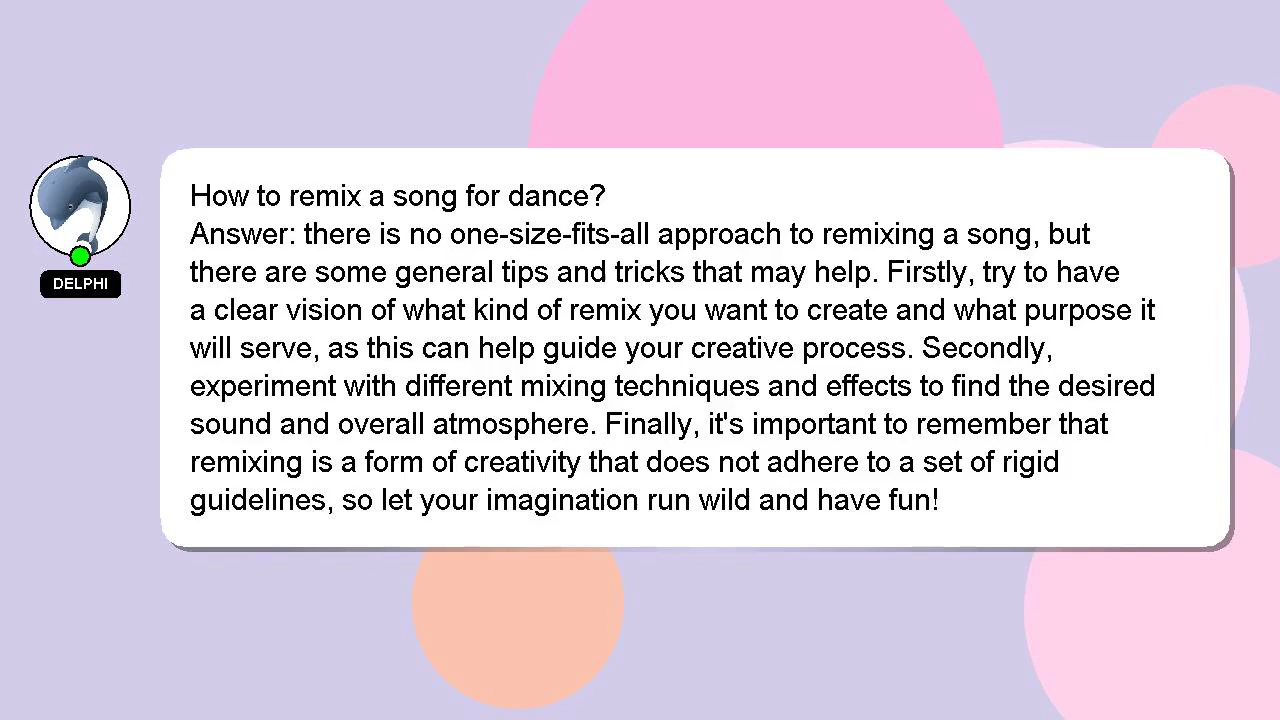 How to remix a song for dance?
Answer: there is no one-size-fits-all approach to remixing a song, but
there are some general tips and tricks that may help. Firstly, try to have
a clear vision of what kind of remix you want to create and what purpose it
will serve, as this can help guide your creative process. Secondly,
experiment with different mixing techniques and effects to find the desired
sound and overall atmosphere. Finally, it's important to remember that
remixing is a form of creativity that does not adhere to a set of rigid
guidelines, so let your imagination run wild and have fun!
DELPHI